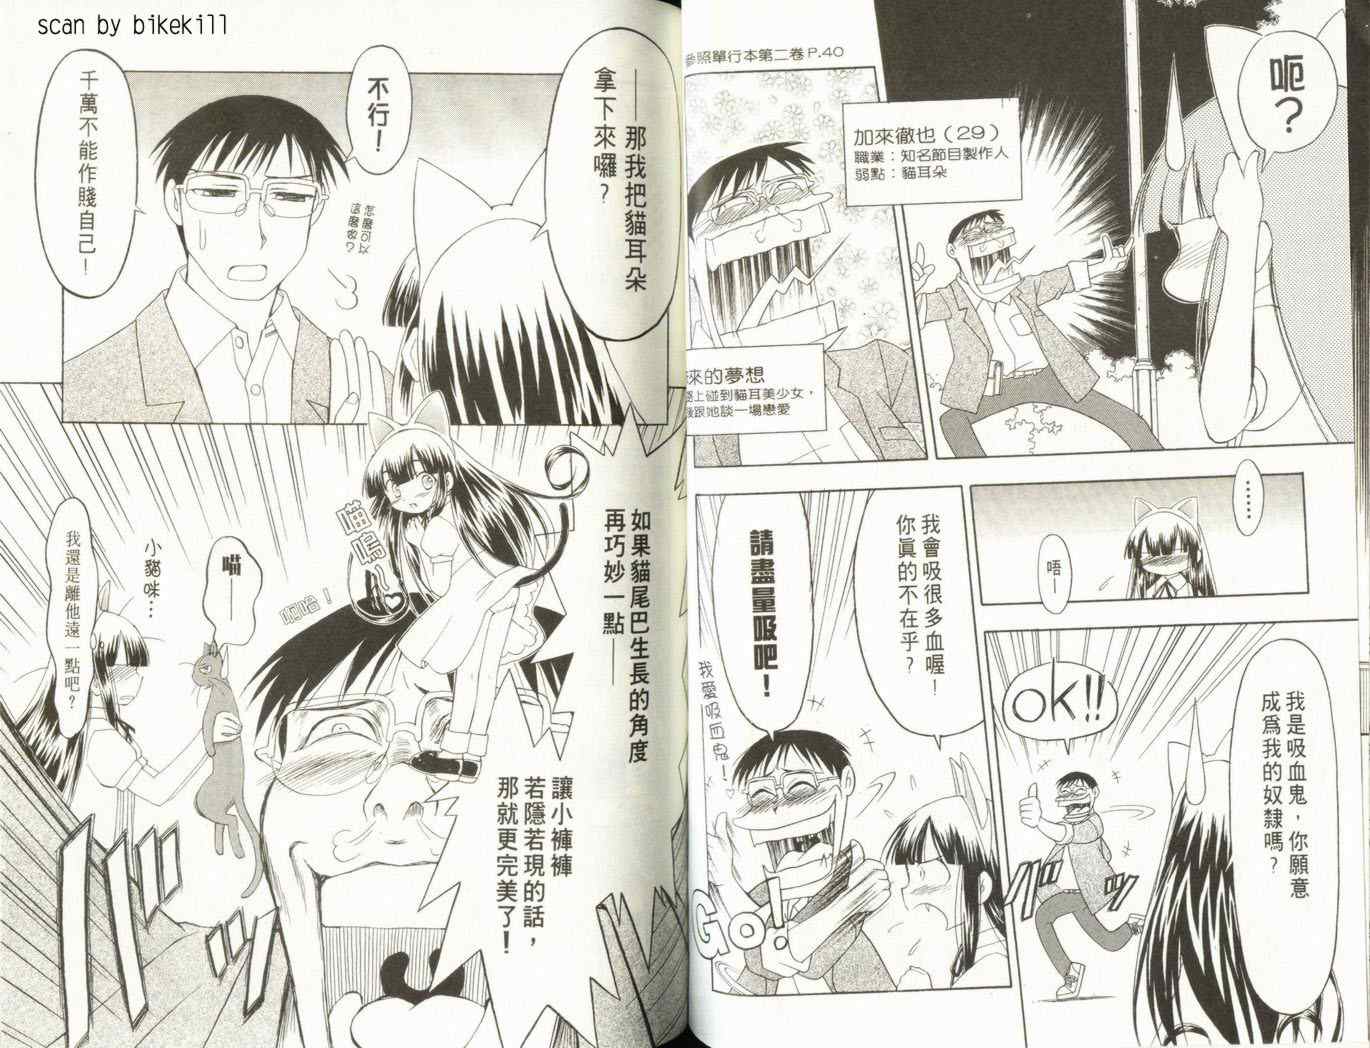 scan by bikekill
參照單行本第二卷 P.40
呃?
加來徹也(29)
職業:知名節目製作人
弱點:貓耳朵
來的夢想
上碰到貓耳美少女,
跟她談一場戀愛
……
唔—
我是吸血鬼,你願意
成爲我的奴隸嗎?
ok!!
我會吸很多血喔!
你真的不在乎?
請盡量吸吧!
我愛吸血鬼!
Go!
——那我把貓耳朵
拿下來囉?
不行!
怎麼可以
這麼做?
千萬不能作賤自己!
如果貓尾巴生長的角度
再巧妙一點——
讓小褲褲
若隱若現的話,
那就更完美了!
喵
嗚
喵—
小貓咪…
我還是離他遠一點吧?